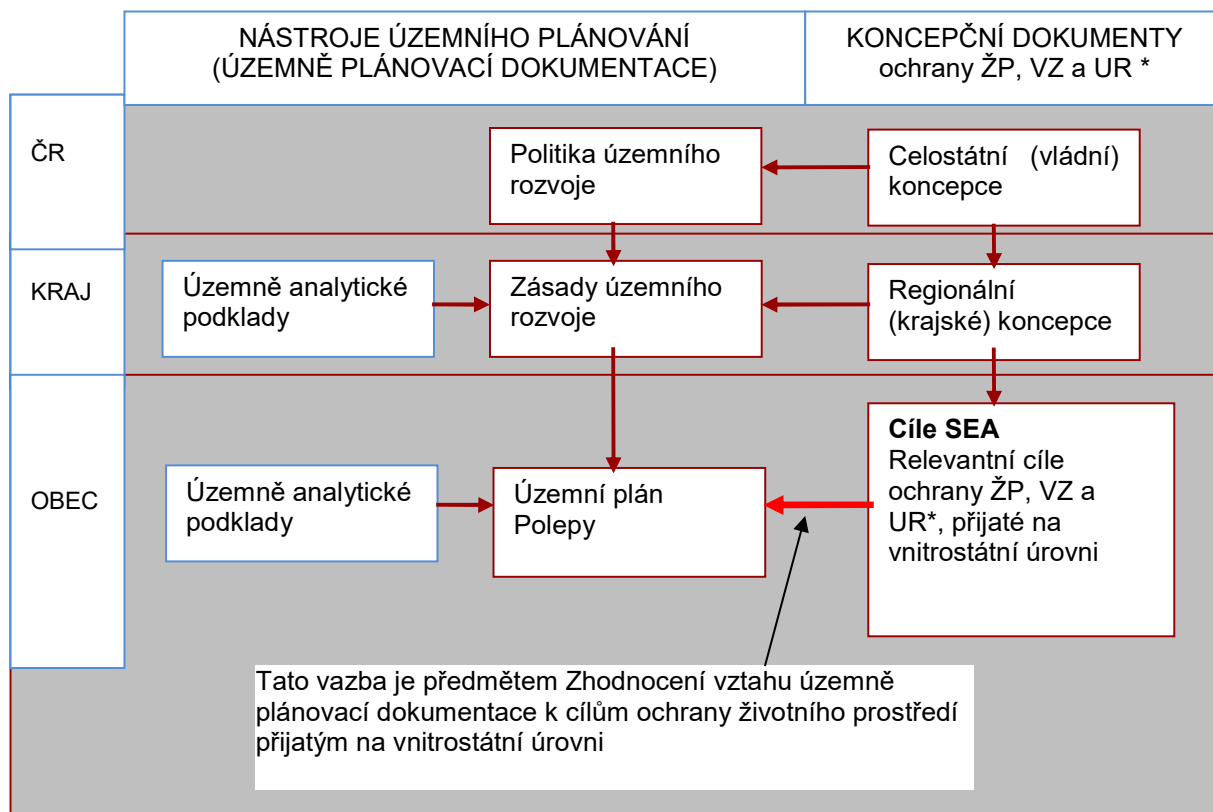 NÁSTROJE ÚZEMNÍHO PLÁNOVÁNÍ
(ÚZEMNĚ PLÁNOVACÍ DOKUMENTACE)
KONCEPČNÍ DOKUMENTY
ochrany ŽP, VZ a UR *
ČR
Politika územního
rozvoje
Celostátní (vládní)
koncepce
KRAJ
Územně analytické
podklady
Zásady územního
rozvoje
Regionální
(krajské) koncepce
OBEC
Územně analytické
podklady
Územní plán
Polepy
Cíle SEA
Relevantní cíle
ochrany ŽP, VZ a
UR*, přijaté na
vnitrostátní úrovni
Tato vazba je předmětem Zhodnocení vztahu územně
plánovací dokumentace k cílům ochrany životního prostředí
přijatým na vnitrostátní úrovni